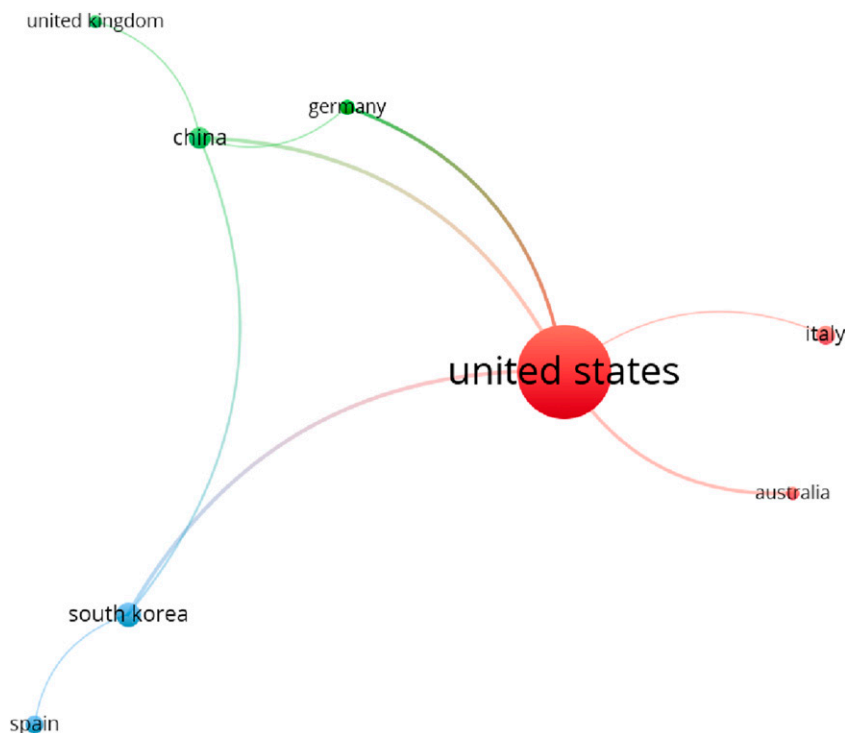 united kingdom
germany
china
italy
united states
australia
south korea
spain